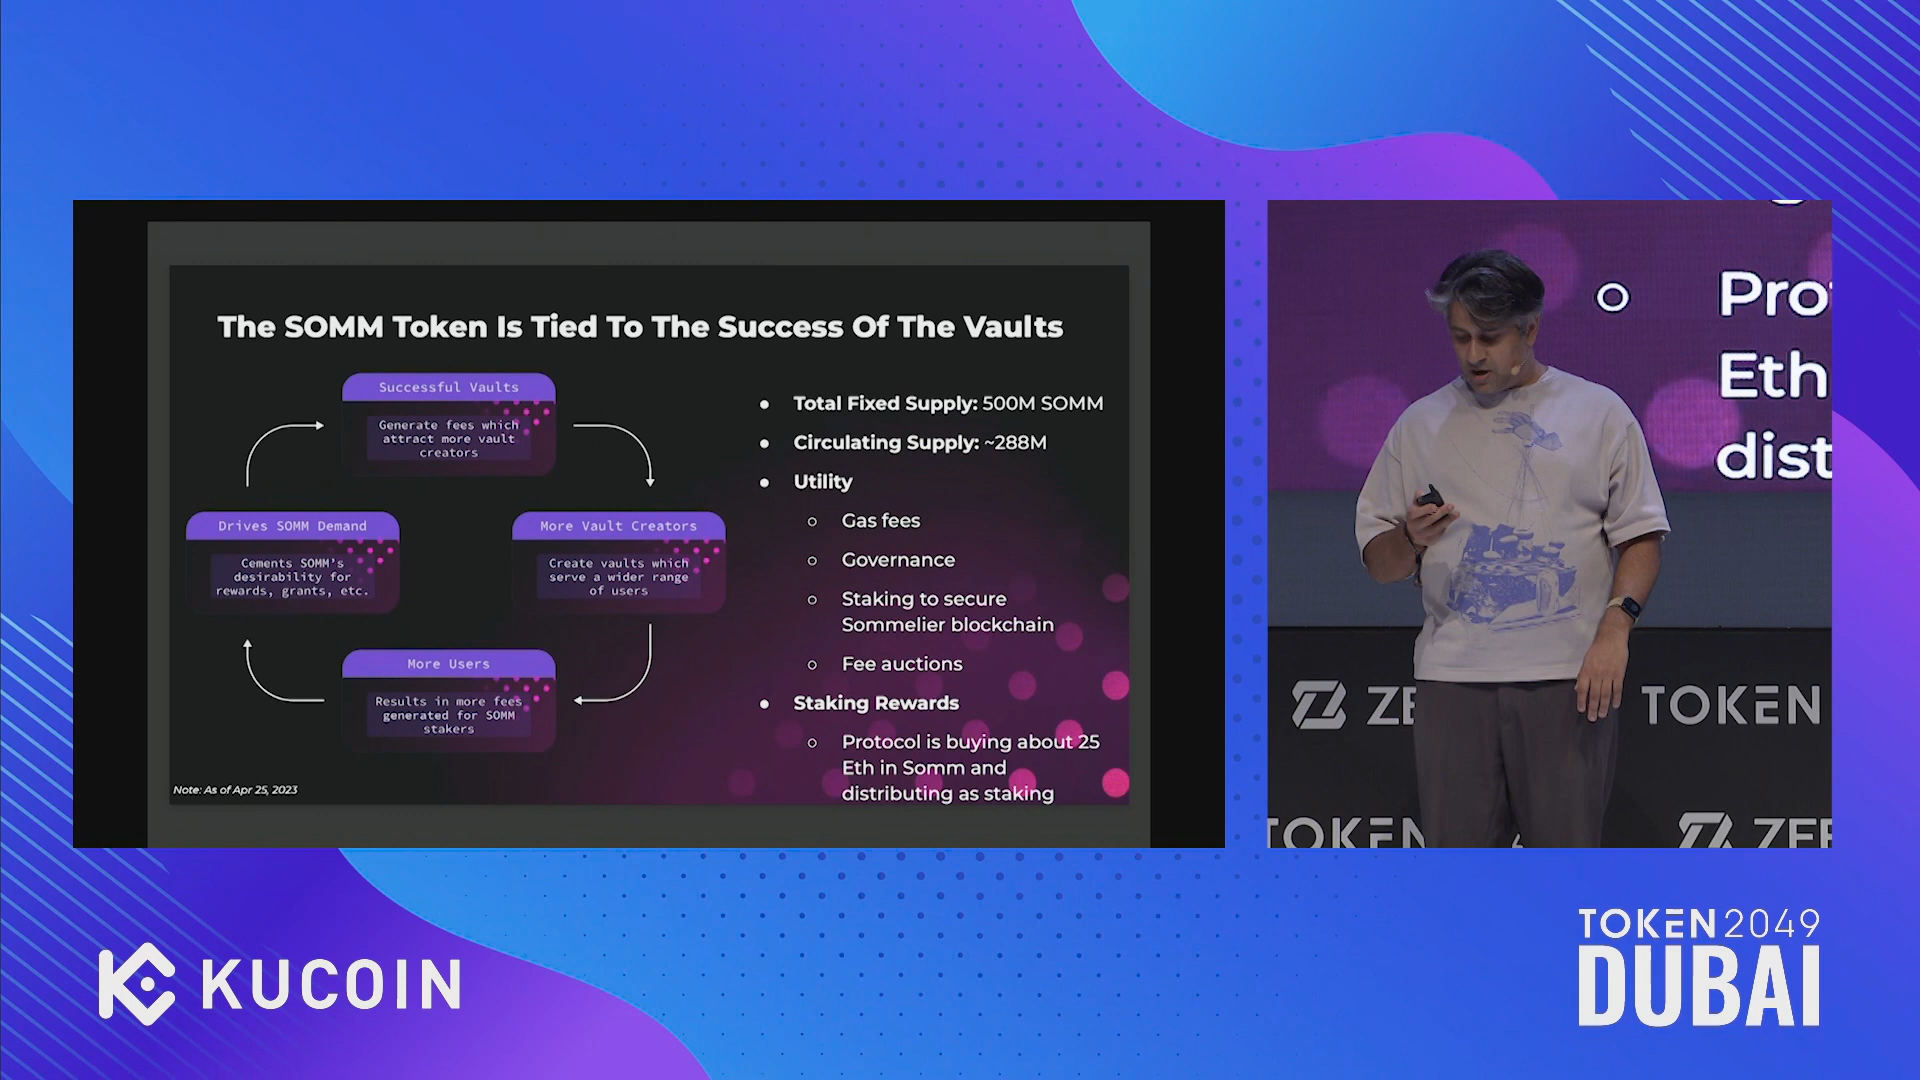 The SOMM Token Is Tied To The Success Of The Vaults
Successful Vaults
Generate fees which
attract more vault
creators
Drives SOMM Demand
Cements SOMM's
desirability for
rewards, grants, etc.
More Vault Creators
Create vaults which
serve a wider range
of users
More Users
Results in more fees
generated for SOMM
stakers
Note: As of Apr 25, 2023
● Total Fixed Supply: 500M SOMM
● Circulating Supply: ~288M
● Utility
○ Gas fees
○ Governance
○ Staking to secure
Sommelier blockchain
○ Fee auctions
● Staking Rewards
○ Protocol is buying about 25
Eth in Somm and
distributing as staking
○ Pro
Eth
dist
ZE
TOKEN
TOKEN
ZEE
KUCOIN
TOKEN2049
DUBAI